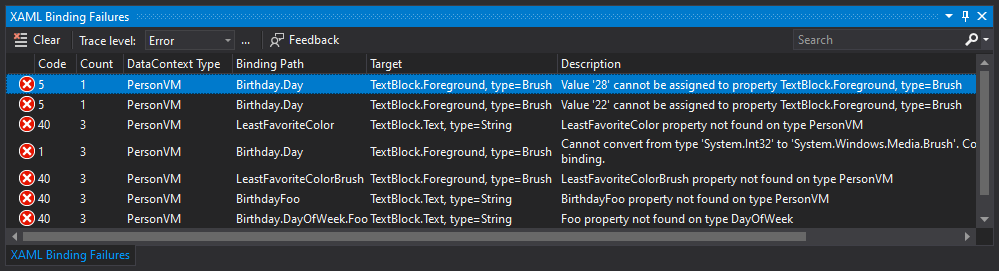 XAML Binding Failures
Clear Trace level: Error ... Feedback Search
Code Count DataContext Type Binding Path Target Description
5 1 PersonVM Birthday.Day TextBlock.Foreground, type=Brush Value '28' cannot be assigned to property TextBlock.Foreground, type=Brush
5 1 PersonVM Birthday.Day TextBlock.Foreground, type=Brush Value '22' cannot be assigned to property TextBlock.Foreground, type=Brush
40 3 PersonVM LeastFavoriteColor TextBlock.Text, type=String LeastFavoriteColor property not found on type PersonVM
1 3 PersonVM Birthday.Day TextBlock.Foreground, type=Brush Cannot convert from type 'System.Int32' to 'System.Windows.Media.Brush'. Co
binding.
40 3 PersonVM LeastFavoriteColorBrush TextBlock.Foreground, type=Brush LeastFavoriteColorBrush property not found on type PersonVM
40 3 PersonVM BirthdayFoo TextBlock.Text, type=String BirthdayFoo property not found on type PersonVM
40 3 PersonVM Birthday.DayOfWeek.Foo TextBlock.Text, type=String Foo property not found on type DayOfWeek
XAML Binding Failures